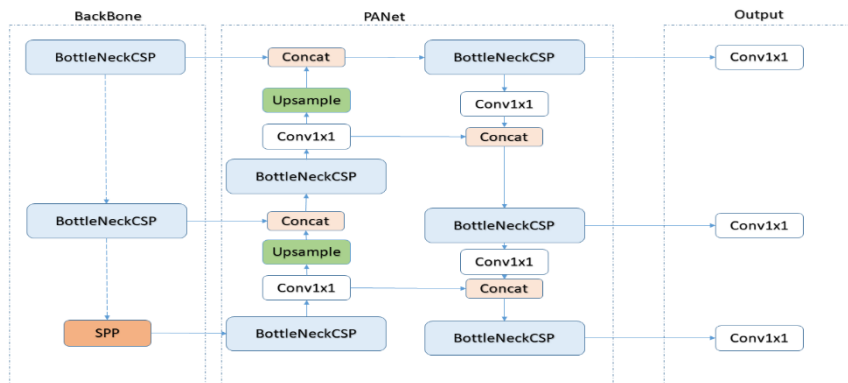 BackBone
PANet
Output
BottleNeckCSP
Concat
BottleNeckCSP
Conv1x1
Upsample
Conv1x1
Conv1x1
Concat
BottleNeckCSP
BottleNeckCSP
Concat
BottleNeckCSP
Conv1x1
Upsample
Conv1x1
Conv1x1
Concat
SPP
BottleNeckCSP
BottleNeckCSP
Conv1x1